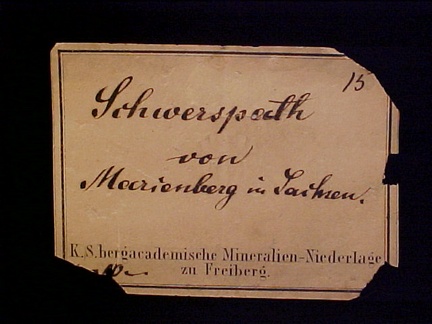 15
Schwerspath
von
Marienberg in Sachsen.
K.S.bergacademische Mineralien-Niederlage
zu Freiberg.